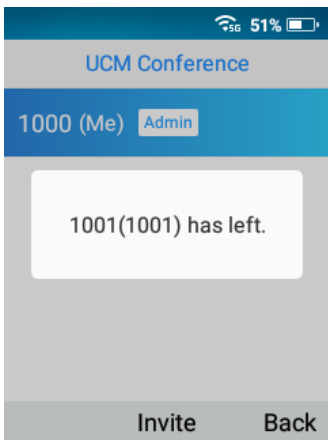 5G 51%
UCM Conference
1000 (Me) Admin
1001(1001) has left.
Invite Back